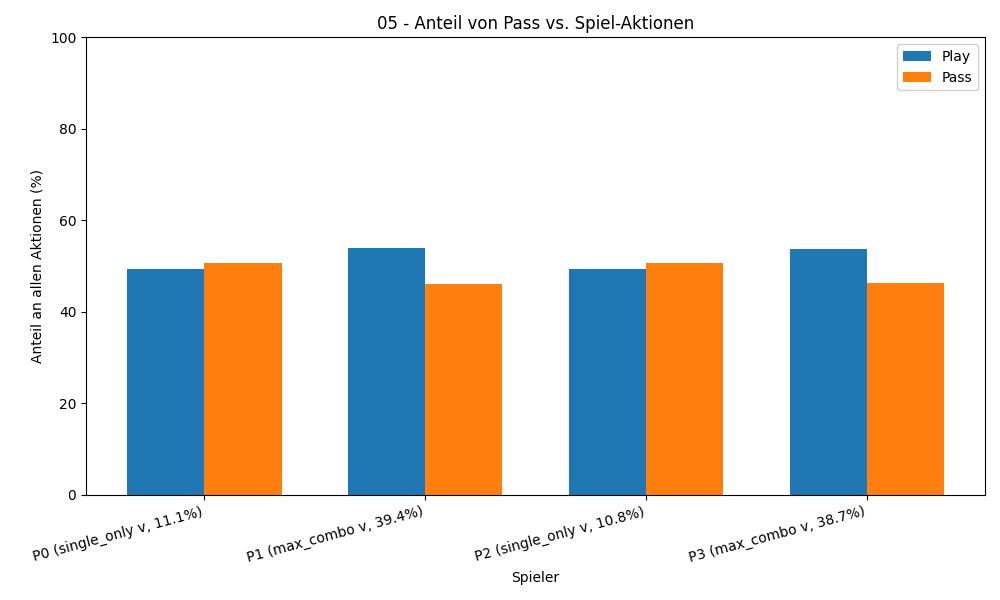 05 - Anteil von Pass vs. Spiel-Aktionen
Play
Pass
Anteil an allen Aktionen (%)
100
80
60
40
20
0
P0 (single_only v, 11.1%)
P1 (max_combo v, 39.4%)
P2 (single_only v, 10.8%)
P3 (max_combo v, 38.7%)
Spieler